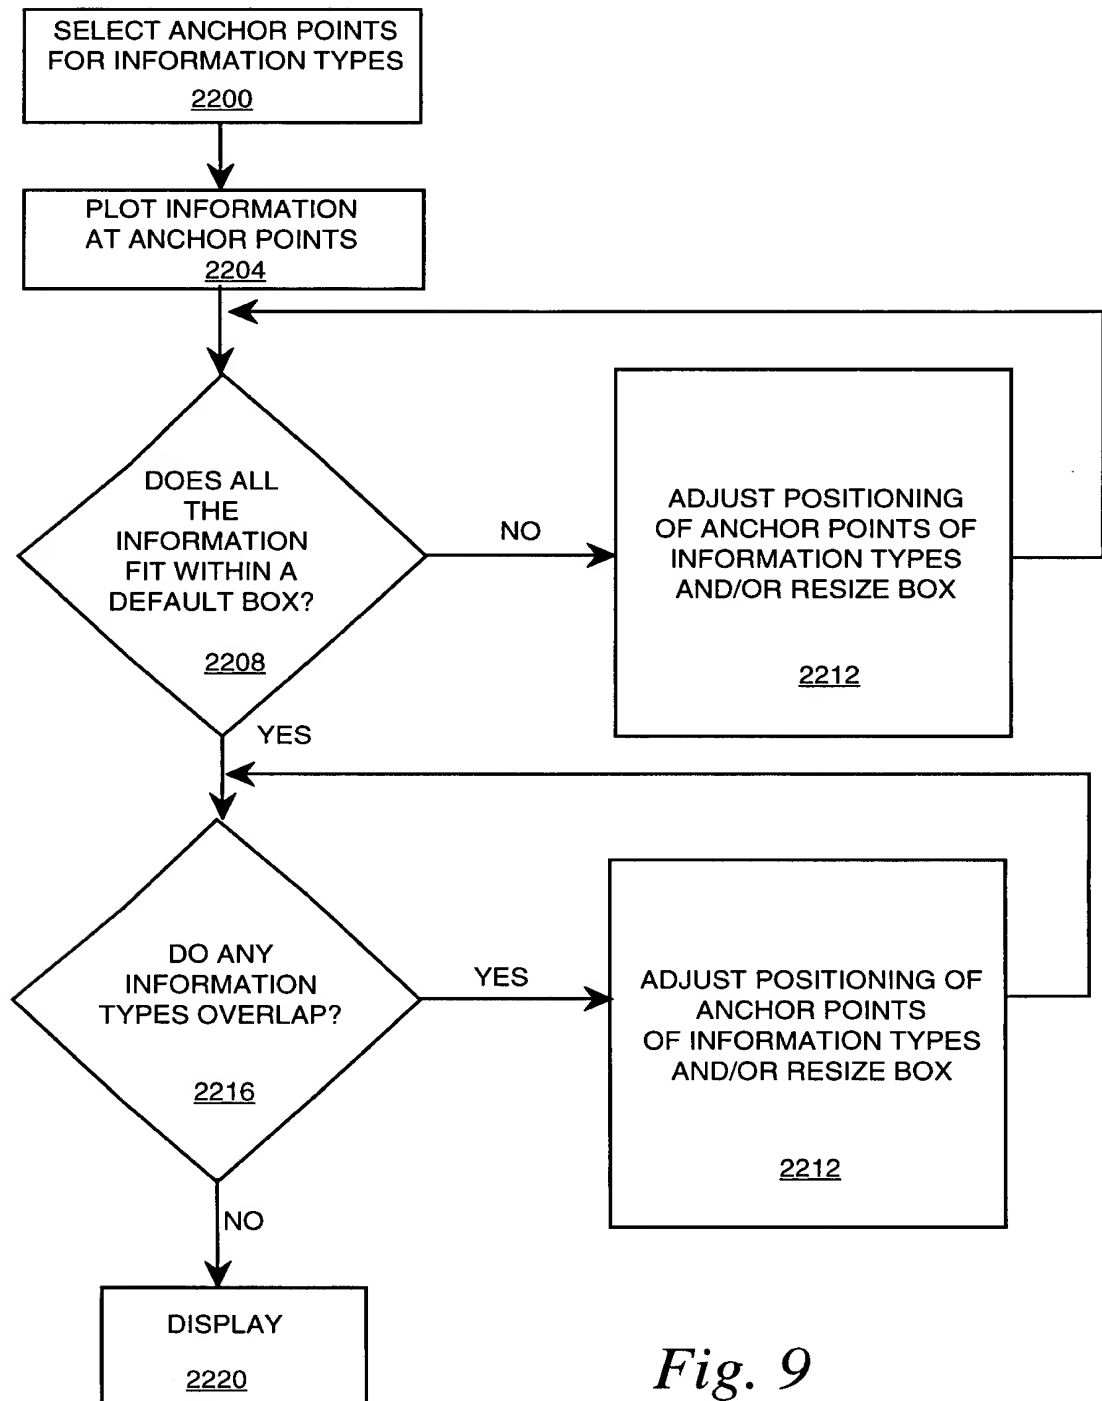 SELECT ANCHOR POINTS
FOR INFORMATION TYPES
2200
PLOT INFORMATION
AT ANCHOR POINTS
2204
DOES ALL
THE
INFORMATION
FIT WITHIN A
DEFAULT BOX?
2208
NO
ADJUST POSITIONING
OF ANCHOR POINTS OF
INFORMATION TYPES
AND/OR RESIZE BOX
2212
YES
DO ANY
INFORMATION
TYPES OVERLAP?
2216
YES
ADJUST POSITIONING OF
ANCHOR POINTS
OF INFORMATION TYPES
AND/OR RESIZE BOX
2212
NO
DISPLAY
2220
Fig. 9